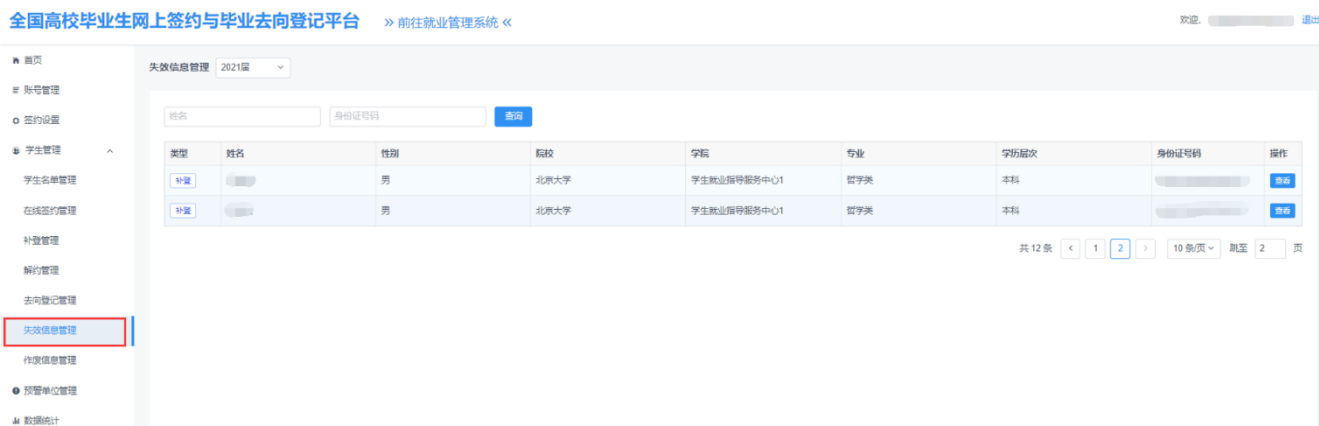 全国高校毕业生网上签约与毕业去向登记平台 >> 前往就业管理系统 << 欢迎, 退出
首页
失效信息管理 2021届
账号管理
签约设置
姓名 身份证号码 查询
学生管理
类型 姓名 性别 院校 学院 专业 学历层次 身份证号码 操作
学生名单管理
补登 男 北京大学 学生就业指导服务中心1 哲学类 本科 查看
在线签约管理
补登 男 北京大学 学生就业指导服务中心1 哲学类 本科 查看
补登管理
共 12 条 < 1 2 > 10 条/页 跳至 2 页
解约管理
去向登记管理
失效信息管理
作废信息管理
预警单位管理
数据统计